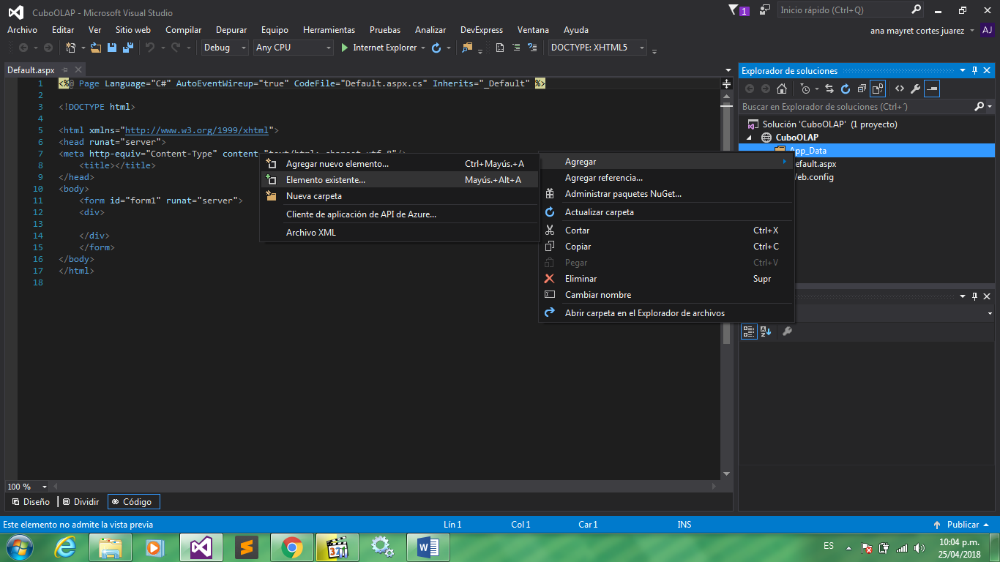 CuboOLAP - Microsoft Visual Studio
1
Inicio rápido (Ctrl+Q)
Archivo Editar Ver Sitio web Compilar Depurar Equipo Herramientas Pruebas Analizar DevExpress Ventana Ayuda
ana mayret cortes juarez AJ
Debug Any CPU Internet Explorer DOCTYPE: XHTML5
Default.aspx
1 <%@ Page Language="C#" AutoEventWireup="true" CodeFile="Default.aspx.cs" Inherits="_Default" %>
2
3 <!DOCTYPE html>
4
5 <html xmlns="http://www.w3.org/1999/xhtml">
6 <head runat="server">
7 <meta http-equiv="Content-Type" content="text/html; charset=utf-8"/>
8 <title></title>
9 </head>
10 <body>
11 <form id="form1" runat="server">
12 <div>
13
14 </div>
15 </form>
16 </body>
17 </html>
18
Agregar nuevo elemento... Ctrl+Mayús.+A
Elemento existente... Mayús.+Alt+A
Nueva carpeta
Cliente de aplicación de API de Azure...
Archivo XML
Agregar
Agregar referencia...
Administrar paquetes NuGet...
Actualizar carpeta
Cortar Ctrl+X
Copiar Ctrl+C
Pegar Ctrl+V
Eliminar Supr
Cambiar nombre
Abrir carpeta en el Explorador de archivos
Explorador de soluciones
Buscar en Explorador de soluciones (Ctrl+´)
Solución 'CuboOLAP' (1 proyecto)
CuboOLAP
App_Data
efault.aspx
eb.config
100 %
Diseño Dividir Código
Este elemento no admite la vista previa Lín 1 Col 1 Car 1 INS Publicar
ES
10:04 p.m.
25/04/2018